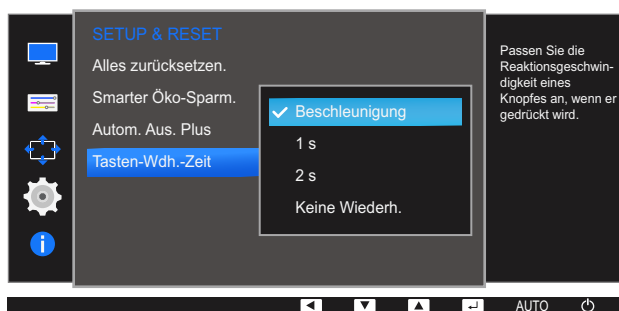 SETUP & RESET
Alles zurücksetzen.
Smarter Öko-Sparm.
Autom. Aus. Plus
Tasten-Wdh.-Zeit
Beschleunigung
1 s
2 s
Keine Wiederh.
Passen Sie die
Reaktionsgeschwin-
digkeit eines
Knopfes an, wenn er
gedrückt wird.
AUTO